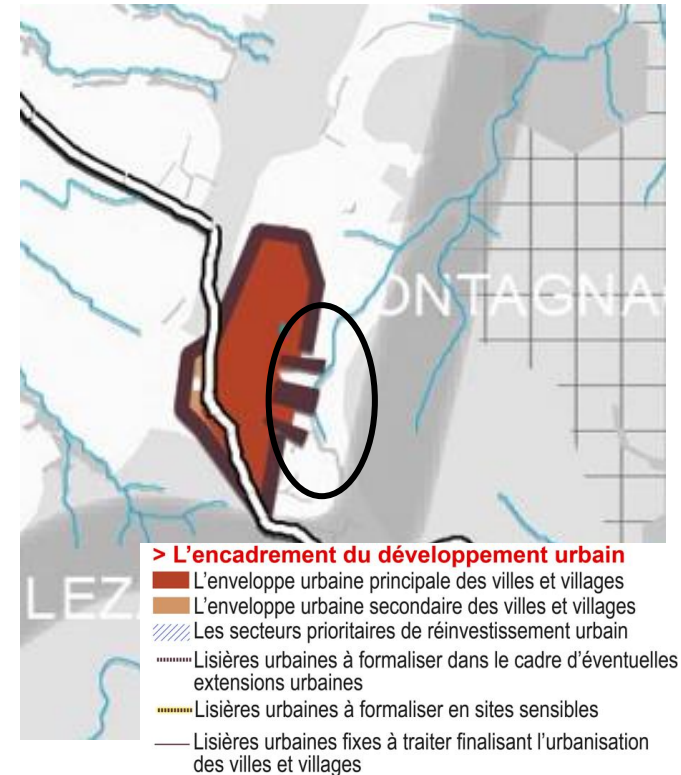 ONTAGNA
LEZ
> L'encadrement du développement urbain
L'enveloppe urbaine principale des villes et villages
L'enveloppe urbaine secondaire des villes et villages
Les secteurs prioritaires de réinvestissement urbain
Lisières urbaines à formaliser dans le cadre d'éventuelles
extensions urbaines
Lisières urbaines à formaliser en sites sensibles
Lisières urbaines fixes à traiter finalisant l'urbanisation
des villes et villages